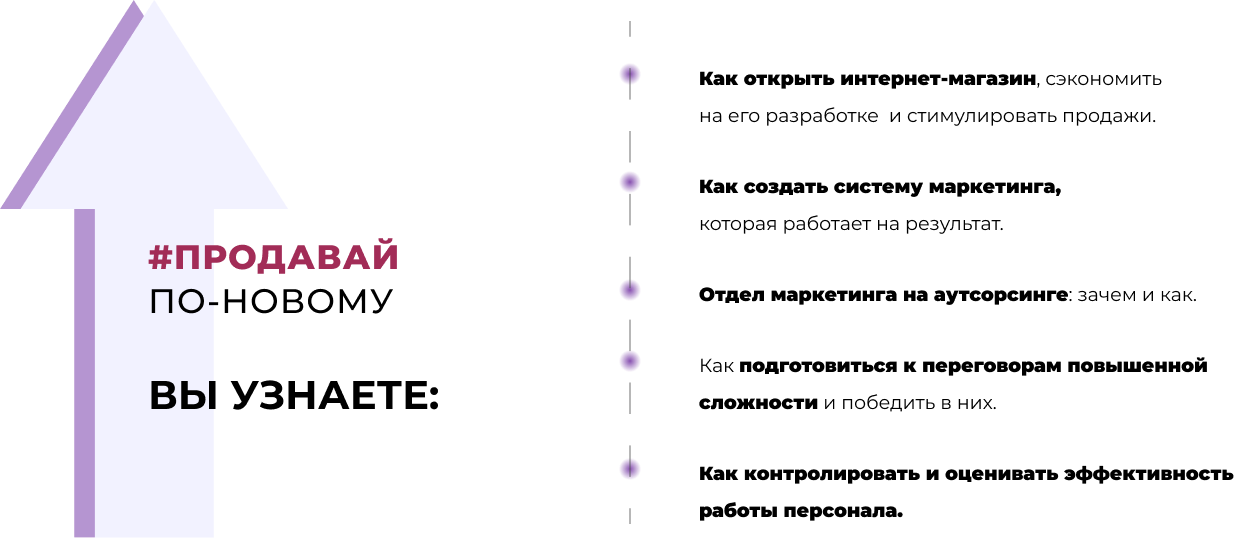 #ПРОДАВАЙ
ПО-НОВОМУ
ВЫ УЗНАЕТЕ:
Как открыть интернет-магазин, сэкономить
на его разработке  и стимулировать продажи.
Как создать систему маркетинга,
которая работает на результат.
Отдел маркетинга на аутсорсинге: зачем и как.
Как подготовиться к переговорам повышенной
сложности и победить в них.
Как контролировать и оценивать эффективность
работы персонала.